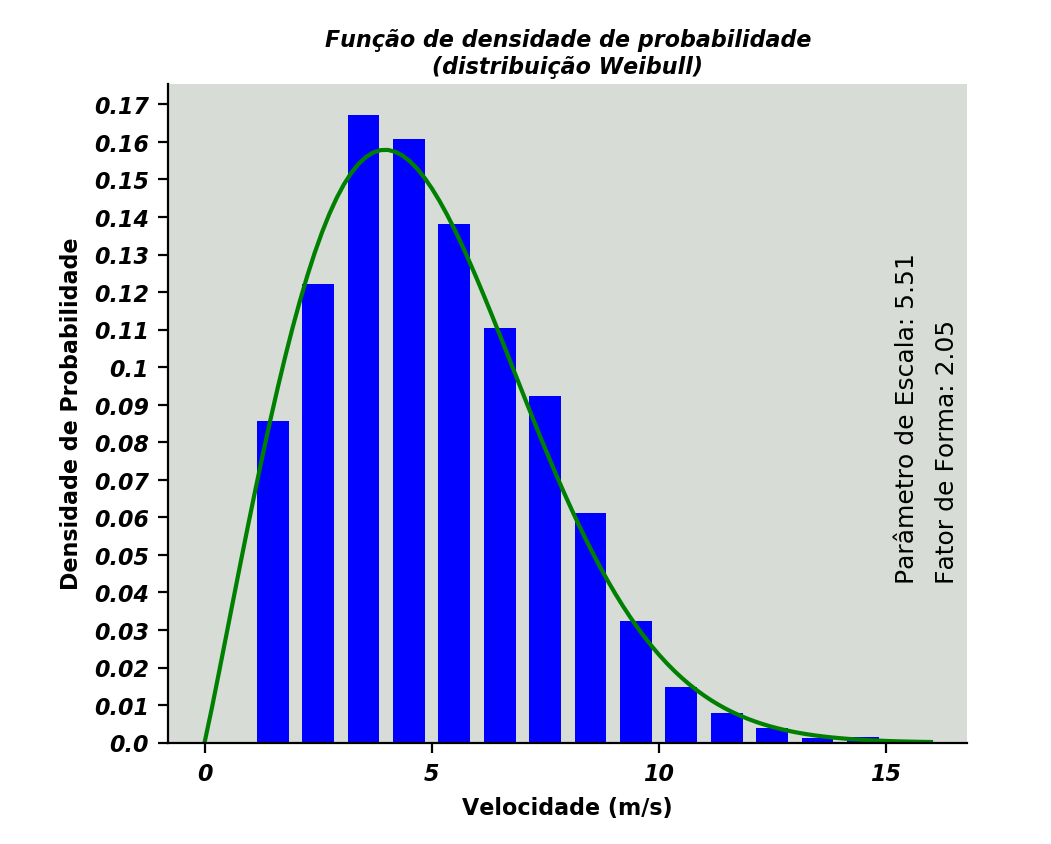 Função de densidade de probabilidade
(distribuição Weibull)
0.17
0.16
0.15
0.14
0.13
0.12
0.11
0.1
0.09
0.08
0.07
0.06
0.05
0.04
0.03
0.02
0.01
0.0
Densidade de Probabilidade
Parâmetro de Escala: 5.51
Fator de Forma: 2.05
0 5 10 15
Velocidade (m/s)